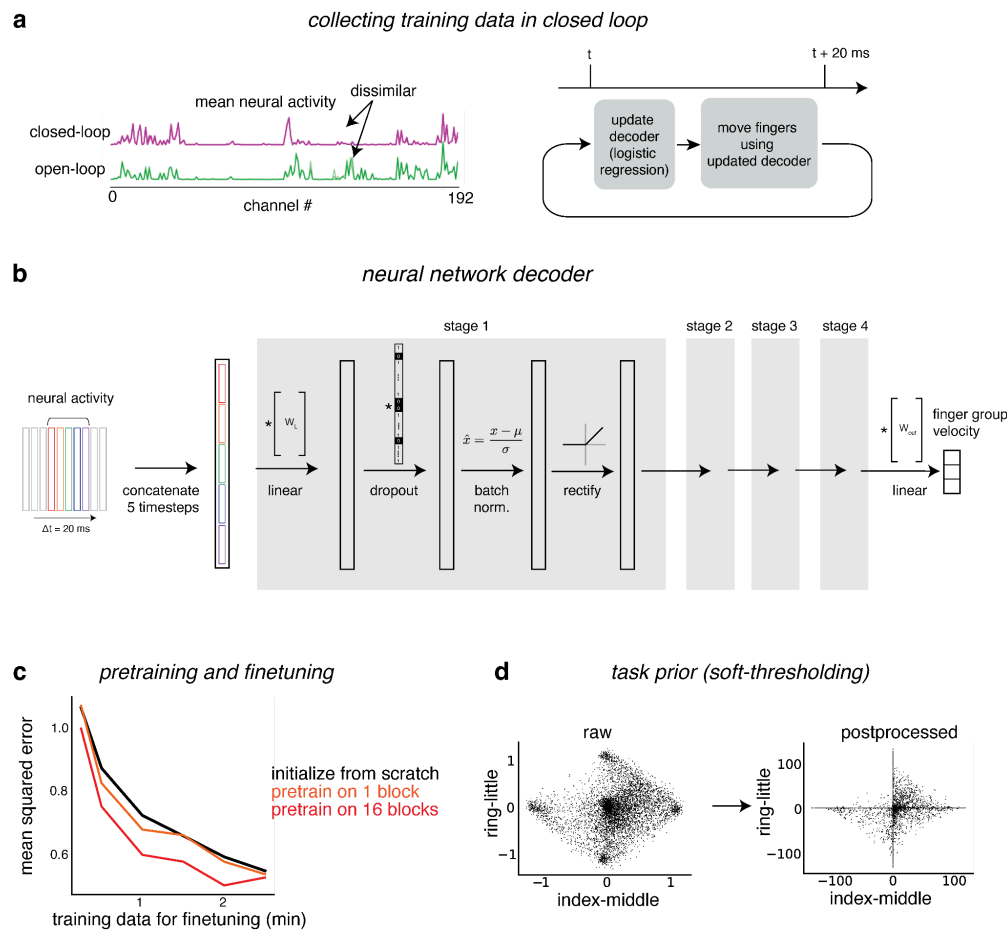 a
collecting training data in closed loop
dissimilar
mean neural activity
closed-loop
open-loop
0
192
channel #
t
t + 20 ms
update
decoder
(logistic
regression)
move fingers
using
updated decoder
b
neural network decoder
stage 1
stage 2
stage 3
stage 4
neural activity
Δt = 20 ms
concatenate
5 timesteps
* [W_L]
linear
*
dropout
x̂ = (x − μ) / σ
batch
norm.
rectify
* [W_out]
linear
finger group
velocity
c
pretraining and finetuning
mean squared error
1.0
0.8
0.6
1
2
training data for finetuning (min)
initialize from scratch
pretrain on 1 block
pretrain on 16 blocks
d
task prior (soft-thresholding)
raw
ring-little
1
0
−1
−1
0
1
index-middle
postprocessed
ring-little
100
0
−100
−100
0
100
index-middle